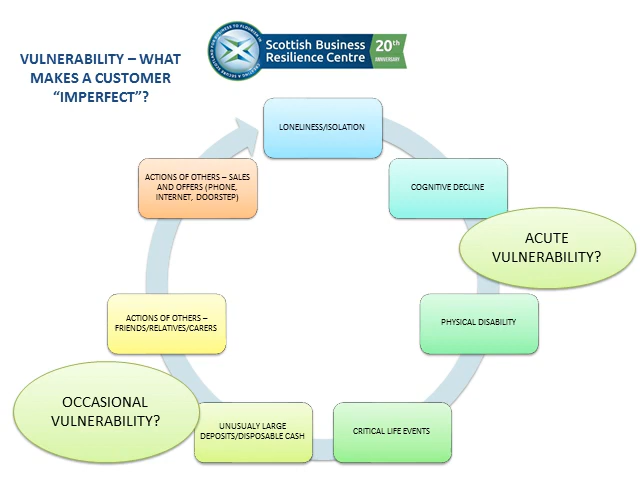 VULNERABILITY – WHAT
MAKES A CUSTOMER
“IMPERFECT”?
Scottish Business
Resilience Centre
20th
ANNIVERSARY
LONELINESS/ISOLATION
COGNITIVE DECLINE
ACUTE
VULNERABILITY?
PHYSICAL DISABILITY
CRITICAL LIFE EVENTS
UNUSUALY LARGE
DEPOSITS/DISPOSABLE CASH
OCCASIONAL
VULNERABILITY?
ACTIONS OF OTHERS –
FRIENDS/RELATIVES/CARERS
ACTIONS OF OTHERS – SALES
AND OFFERS (PHONE,
INTERNET, DOORSTEP)